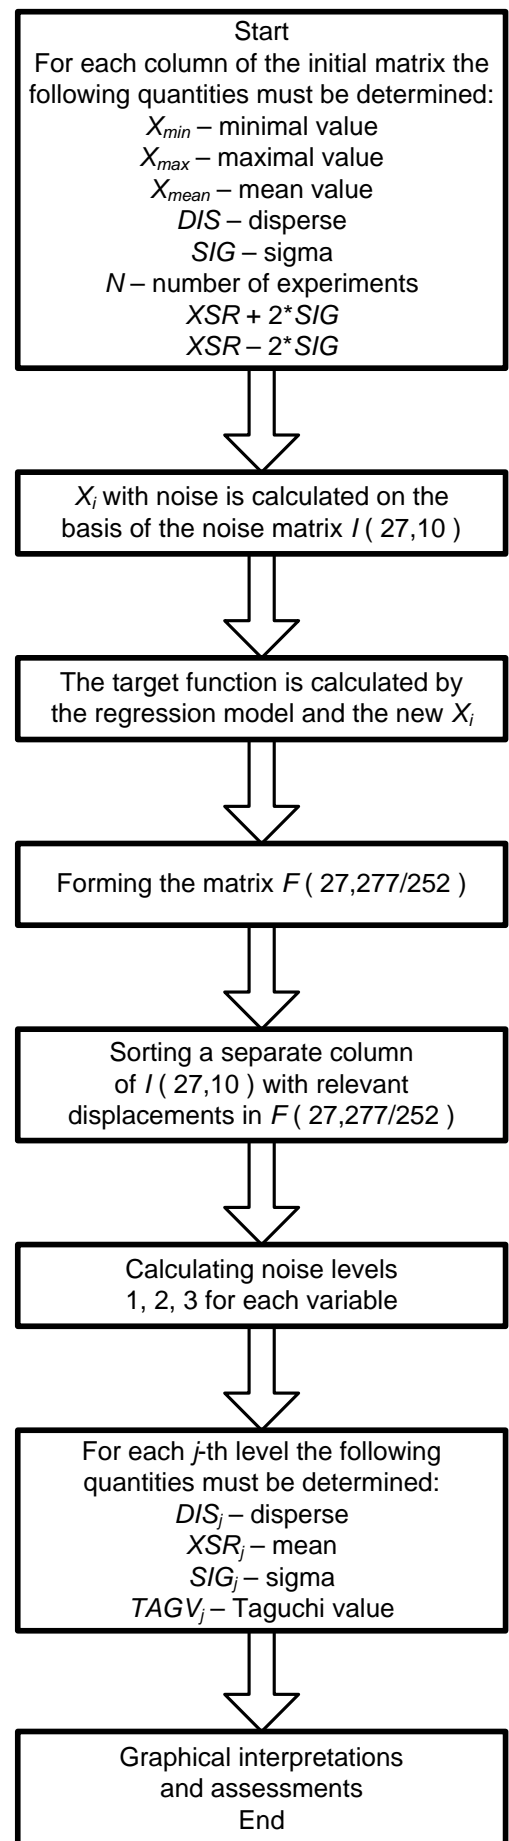 Start
For each column of the initial matrix the
following quantities must be determined:
Xmin – minimal value
Xmax – maximal value
Xmean – mean value
DIS – disperse
SIG – sigma
N – number of experiments
XSR + 2*SIG
XSR – 2*SIG
Xi with noise is calculated on the
basis of the noise matrix I ( 27,10 )
The target function is calculated by
the regression model and the new Xi
Forming the matrix F ( 27,277/252 )
Sorting a separate column
of I ( 27,10 ) with relevant
displacements in F ( 27,277/252 )
Calculating noise levels
1, 2, 3 for each variable
For each j-th level the following
quantities must be determined:
DISj – disperse
XSRj – mean
SIGj – sigma
TAGVj – Taguchi value
Graphical interpretations
and assessments
End